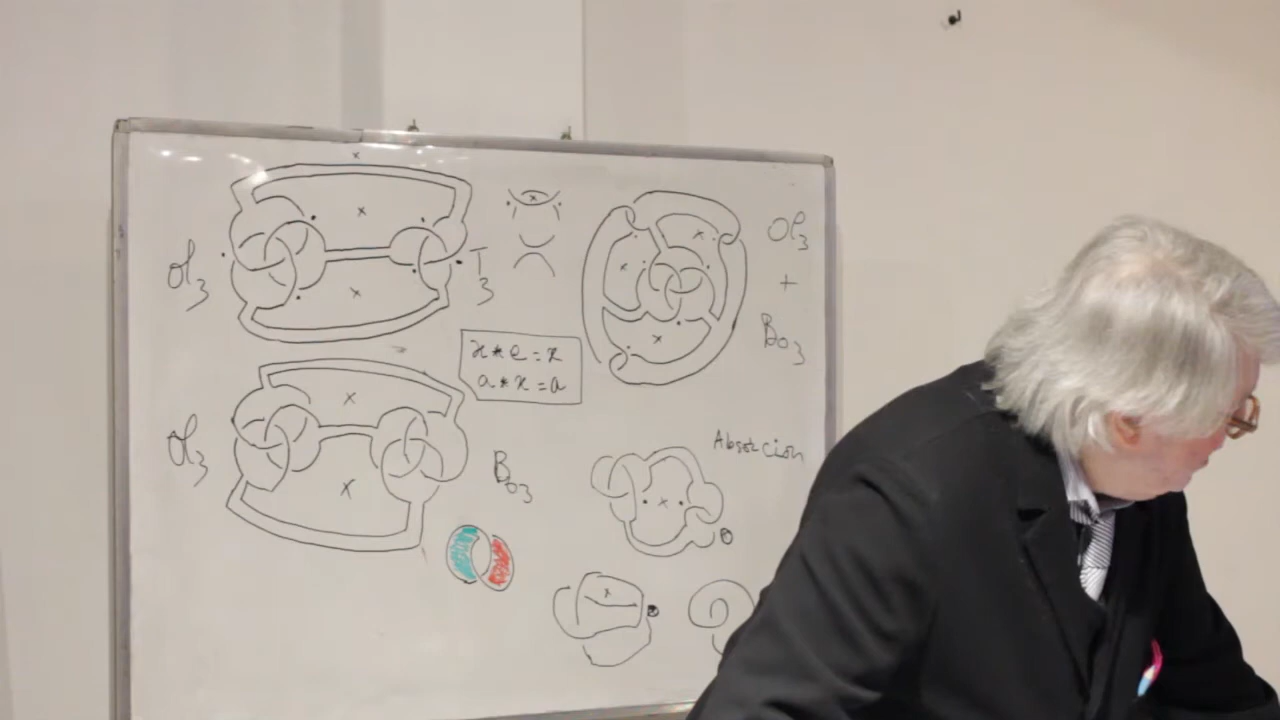 Ol3
T3
Ol3
+
Bo3
x * e = x
a * x = a
Ol3
Bo3
Absorcion